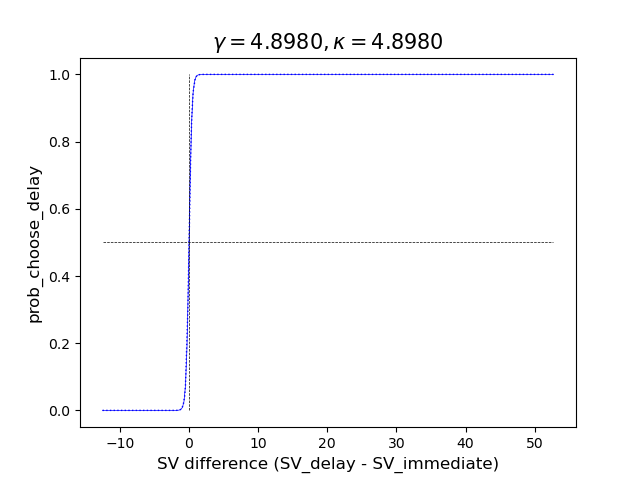 γ = 4.8980, κ = 4.8980
1.0
0.8
0.6
0.4
0.2
0.0
prob_choose_delay
−10 0 10 20 30 40 50
SV difference (SV_delay - SV_immediate)